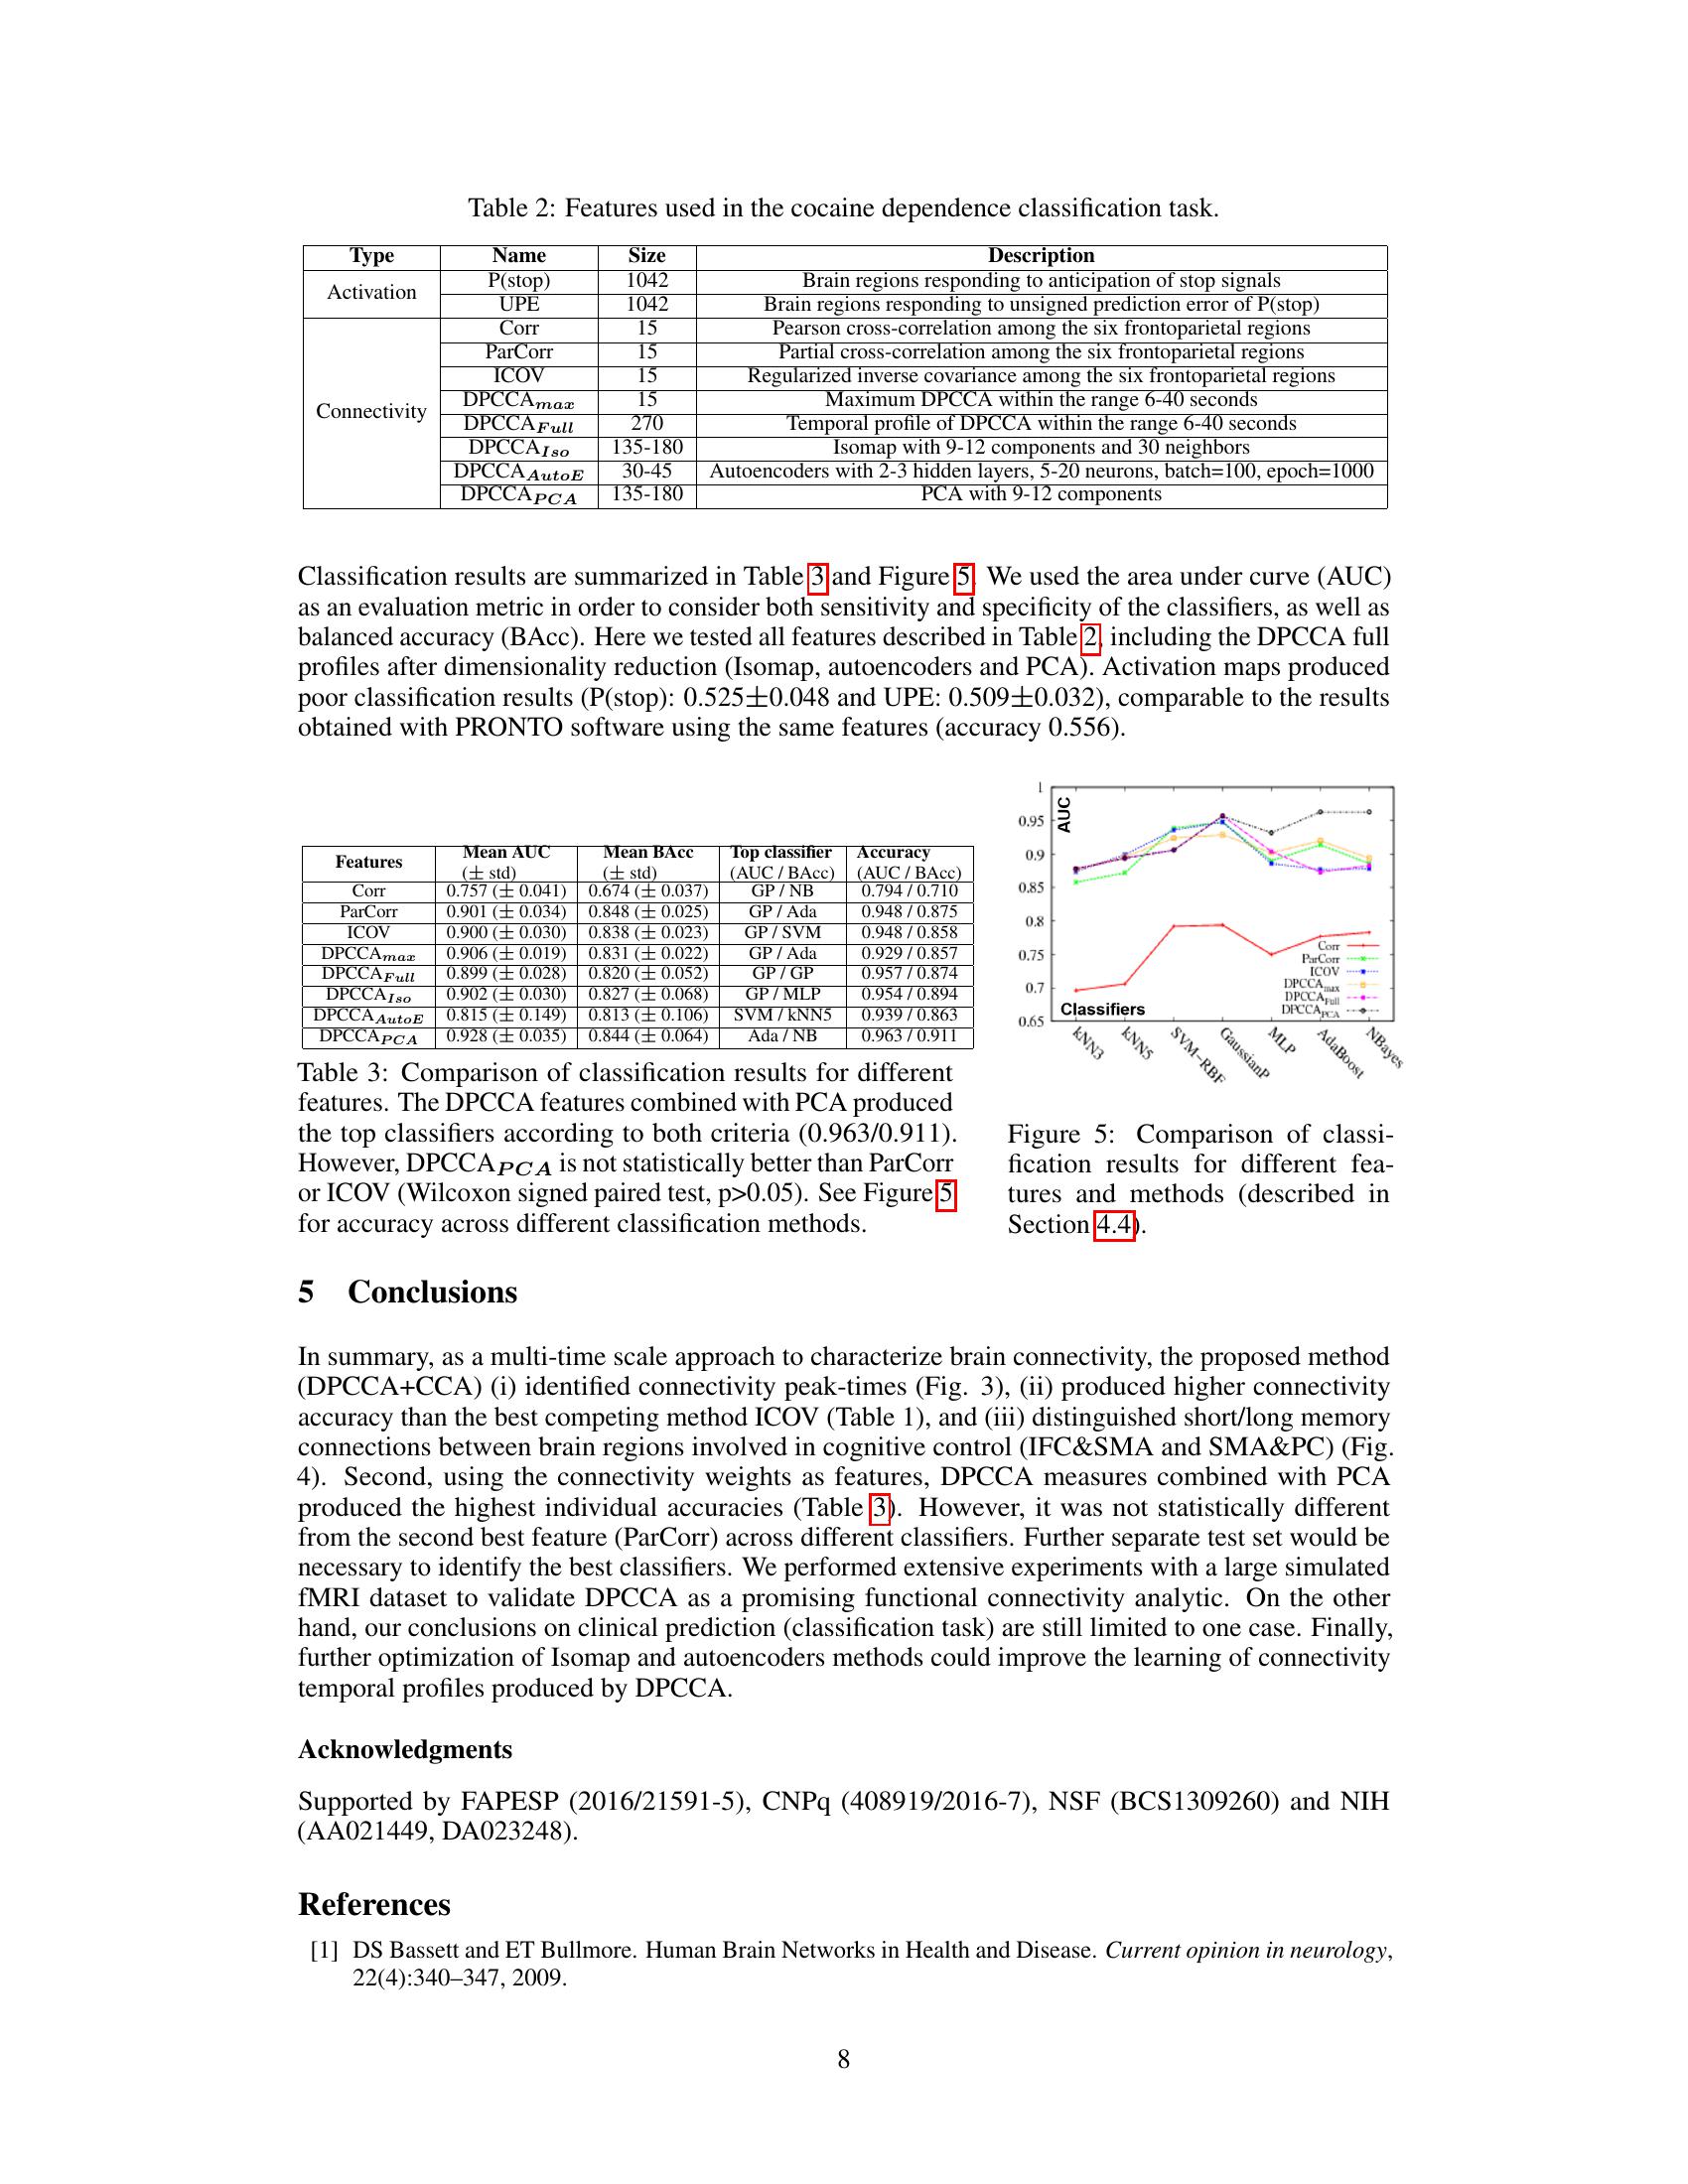 Table 2: Features used in the cocaine dependence classification task.
Type Name Size Description
Activation P(stop) 1042 Brain regions responding to anticipation of stop signals
UPE 1042 Brain regions responding to unsigned prediction error of P(stop)
Connectivity Corr 15 Pearson cross-correlation among the six frontoparietal regions
ParCorr 15 Partial cross-correlation among the six frontoparietal regions
ICOV 15 Regularized inverse covariance among the six frontoparietal regions
DPCCAmax 15 Maximum DPCCA within the range 6-40 seconds
DPCCAFull 270 Temporal profile of DPCCA within the range 6-40 seconds
DPCCAIso 135-180 Isomap with 9-12 components and 30 neighbors
DPCCAAutoE 30-45 Autoencoders with 2-3 hidden layers, 5-20 neurons, batch=100, epoch=1000
DPCCAPCA 135-180 PCA with 9-12 components
Classification results are summarized in Table 3 and Figure 5. We used the area under curve (AUC)
as an evaluation metric in order to consider both sensitivity and specificity of the classifiers, as well as
balanced accuracy (BAcc). Here we tested all features described in Table 2, including the DPCCA full
profiles after dimensionality reduction (Isomap, autoencoders and PCA). Activation maps produced
poor classification results (P(stop): 0.525±0.048 and UPE: 0.509±0.032), comparable to the results
obtained with PRONTO software using the same features (accuracy 0.556).
Features Mean AUC (± std) Mean BAcc (± std) Top classifier (AUC / BAcc) Accuracy (AUC / BAcc)
Corr 0.757 (± 0.041) 0.674 (± 0.037) GP / NB 0.794 / 0.710
ParCorr 0.901 (± 0.034) 0.848 (± 0.025) GP / Ada 0.948 / 0.875
ICOV 0.900 (± 0.030) 0.838 (± 0.023) GP / SVM 0.948 / 0.858
DPCCAmax 0.906 (± 0.019) 0.831 (± 0.022) GP / Ada 0.929 / 0.857
DPCCAFull 0.899 (± 0.028) 0.820 (± 0.052) GP / GP 0.957 / 0.874
DPCCAIso 0.902 (± 0.030) 0.827 (± 0.068) GP / MLP 0.954 / 0.894
DPCCAAutoE 0.815 (± 0.149) 0.813 (± 0.106) SVM / kNN5 0.939 / 0.863
DPCCAPCA 0.928 (± 0.035) 0.844 (± 0.064) Ada / NB 0.963 / 0.911
Table 3: Comparison of classification results for different
features. The DPCCA features combined with PCA produced
the top classifiers according to both criteria (0.963/0.911).
However, DPCCAPCA is not statistically better than ParCorr
or ICOV (Wilcoxon signed paired test, p>0.05). See Figure 5
for accuracy across different classification methods.
AUC
1
0.95
0.9
0.85
0.8
0.75
0.7
0.65
Corr
ParCorr
ICOV
DPCCAmax
DPCCAFull
DPCCAPCA
Classifiers
kNN3
kNN5
SVM-RBF
GaussianP
MLP
AdaBoost
NBayes
Figure 5: Comparison of classi-
fication results for different fea-
tures and methods (described in
Section 4.4).
5 Conclusions
In summary, as a multi-time scale approach to characterize brain connectivity, the proposed method
(DPCCA+CCA) (i) identified connectivity peak-times (Fig. 3), (ii) produced higher connectivity
accuracy than the best competing method ICOV (Table 1), and (iii) distinguished short/long memory
connections between brain regions involved in cognitive control (IFC&SMA and SMA&PC) (Fig.
4). Second, using the connectivity weights as features, DPCCA measures combined with PCA
produced the highest individual accuracies (Table 3). However, it was not statistically different
from the second best feature (ParCorr) across different classifiers. Further separate test set would be
necessary to identify the best classifiers. We performed extensive experiments with a large simulated
fMRI dataset to validate DPCCA as a promising functional connectivity analytic. On the other
hand, our conclusions on clinical prediction (classification task) are still limited to one case. Finally,
further optimization of Isomap and autoencoders methods could improve the learning of connectivity
temporal profiles produced by DPCCA.
Acknowledgments
Supported by FAPESP (2016/21591-5), CNPq (408919/2016-7), NSF (BCS1309260) and NIH
(AA021449, DA023248).
References
[1] DS Bassett and ET Bullmore. Human Brain Networks in Health and Disease. Current opinion in neurology,
22(4):340–347, 2009.
8